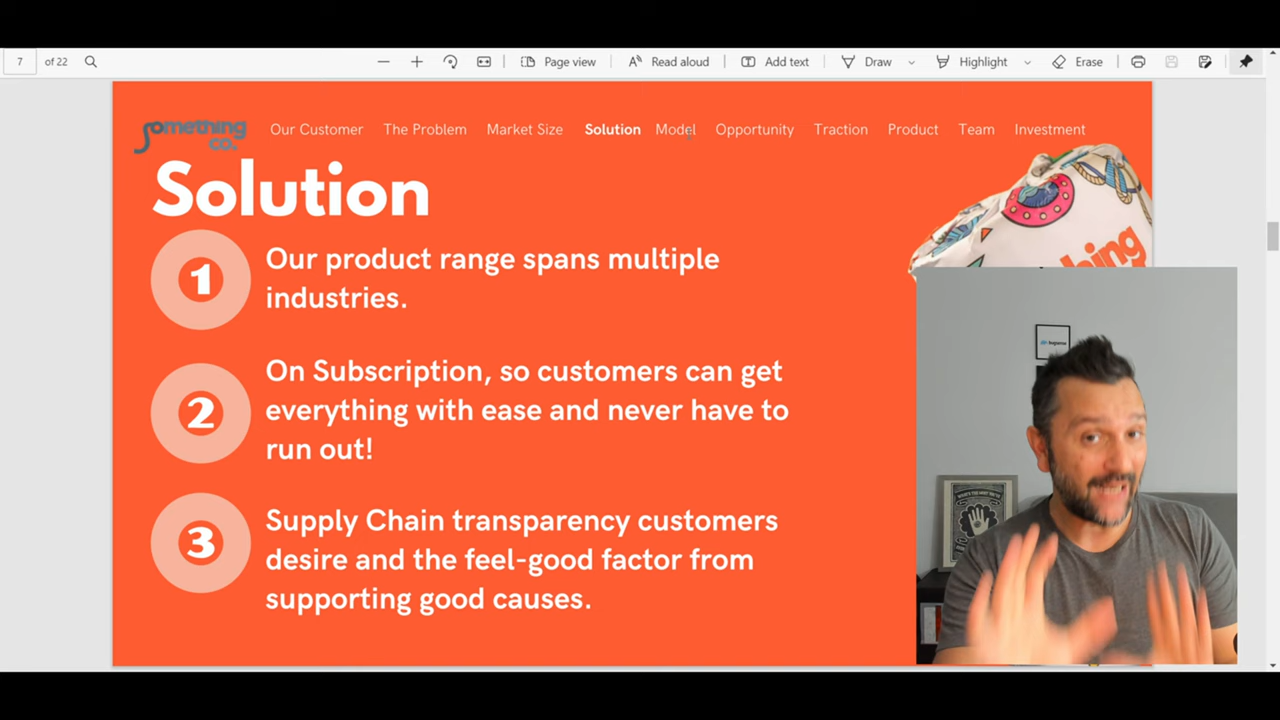 7 of 22 Page view Read aloud Add text Draw Highlight Erase
something co. Our Customer The Problem Market Size Solution Model Opportunity Traction Product Team Investment
Solution
1 Our product range spans multiple
industries.
2 On Subscription, so customers can get
everything with ease and never have to
run out!
3 Supply Chain transparency customers
desire and the feel-good factor from
supporting good causes.